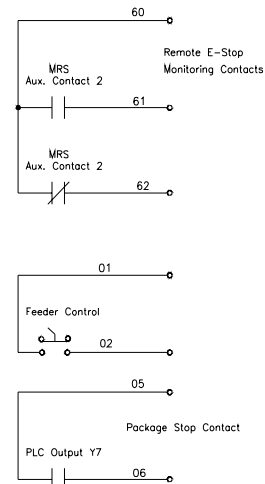 60
Remote E-Stop
Monitoring Contacts
MRS
Aux. Contact 2
61
MRS
Aux. Contact 2
62
01
Feeder Control
02
05
Package Stop Contact
PLC Output Y7
06